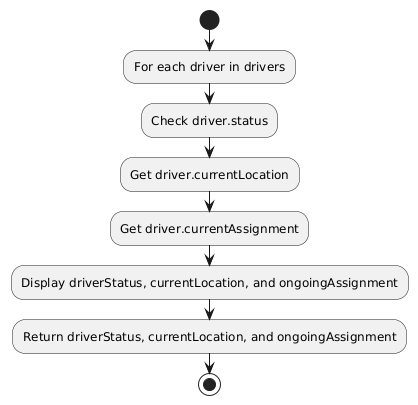 For each driver in drivers
Check driver.status
Get driver.currentLocation
Get driver.currentAssignment
Display driverStatus, currentLocation, and ongoingAssignment
Return driverStatus, currentLocation, and ongoingAssignment